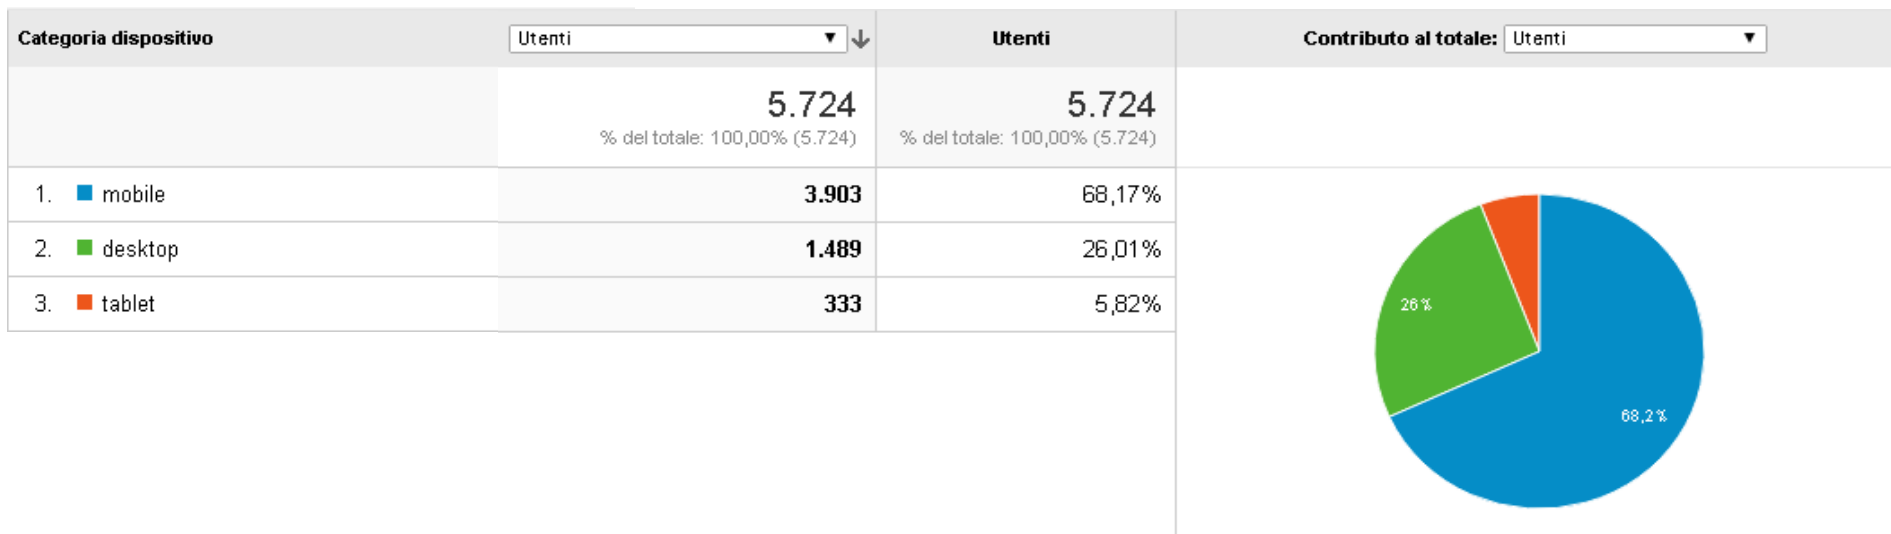 Categoria dispositivo Utenti Utenti Contributo al totale: Utenti
5.724 5.724
% del totale: 100,00% (5.724) % del totale: 100,00% (5.724)
1. mobile 3.903 68,17%
2. desktop 1.489 26,01%
3. tablet 333 5,82%
26%
68,2%